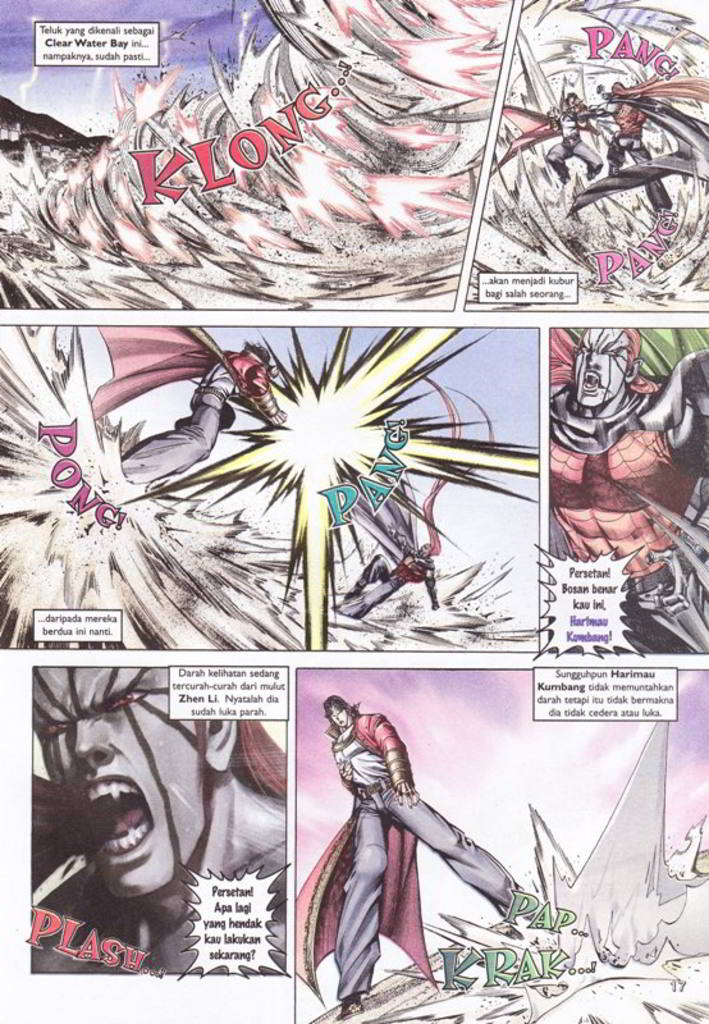 Teluk yang dikenali sebagai
Clear Water Bay ini...
nampaknya, sudah pasti...
KLONG...!
PANG!
PANG!
...akan menjadi kubur
bagi salah seorang...
PONG!
PANG!
...daripada mereka
berdua ini nanti.
Persetan!
Bosan benar
kau ini,
Harimau
Kumbang!
Darah kelihatan sedang
tercurah-curah dari mulut
Zhen Li. Nyatalah dia
sudah luka parah.
Persetan!
Apa lagi
yang hendak
kau lakukan
sekarang?
PLASH...!
Sungguhpun Harimau
Kumbang tidak memuntahkan
darah tetapi itu tidak bermakna
dia tidak cedera atau luka.
PAP...
KRAK...!
17